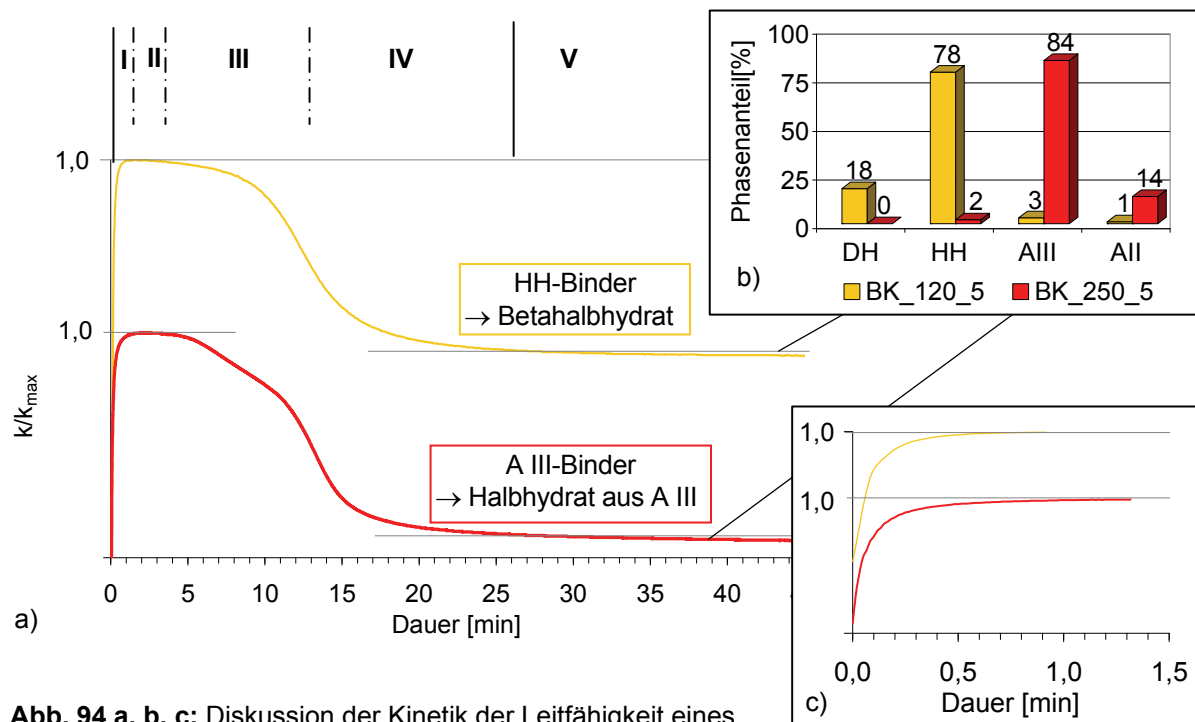 I II III IV V
1,0
1,0
k/kmax
HH-Binder
→ Betahalbhydrat
A III-Binder
→ Halbhydrat aus A III
0 5 10 15 20 25 30 35 40
Dauer [min]
a)
Phasenanteil[%]
100
75
50
25
0
18 0 78 2 3 84 1 14
DH HH AIII AII
BK_120_5 BK_250_5
b)
1,0
1,0
0,0 0,5 1,0 1,5
Dauer [min]
c)
Abb. 94 a, b, c: Diskussion der Kinetik der Leitfähigkeit eines